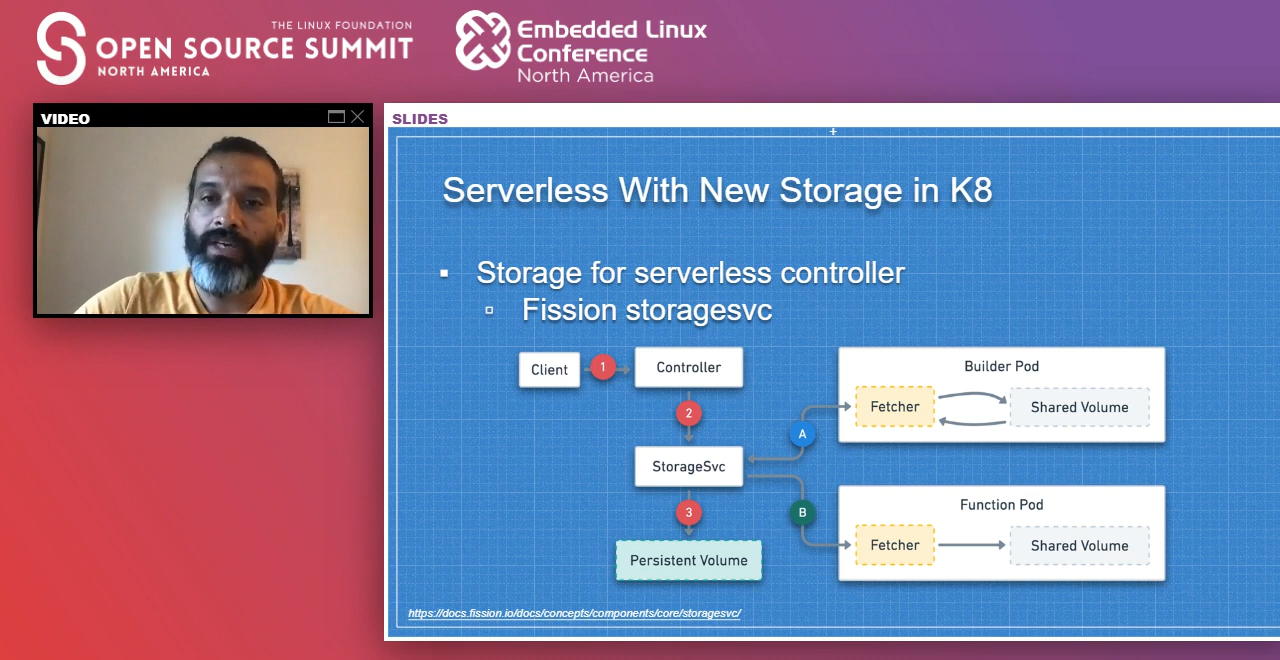 THE LINUX FOUNDATION
OPEN SOURCE SUMMIT
NORTH AMERICA
Embedded Linux
Conference
North America
VIDEO
SLIDES
Serverless With New Storage in K8
Storage for serverless controller
Fission storagesvc
Client
1
Controller
2
StorageSvc
3
Persistent Volume
A
B
Builder Pod
Fetcher
Shared Volume
Function Pod
Fetcher
Shared Volume
https://docs.fission.io/docs/concepts/components/core/storagesvc/